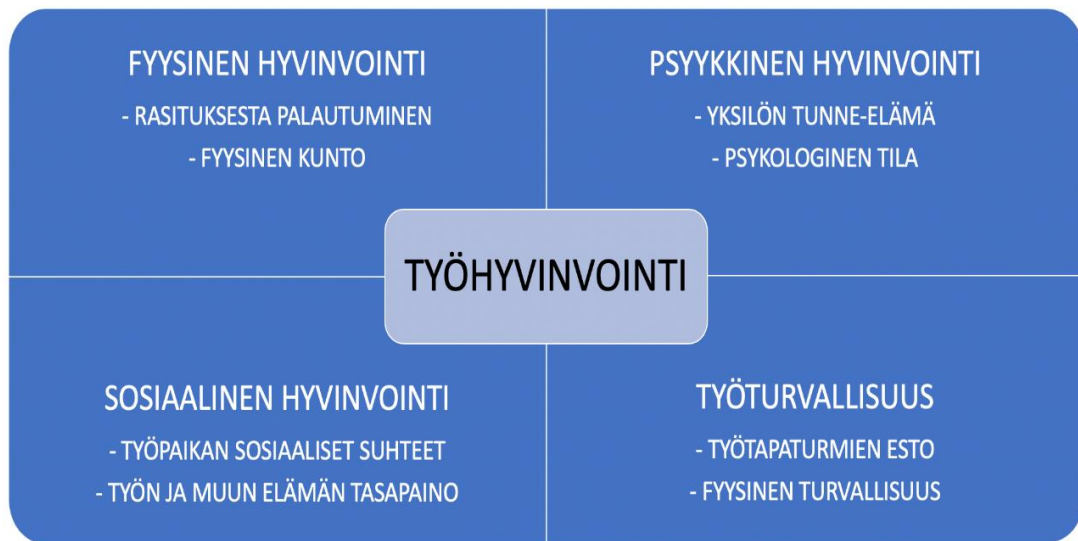 FYYSINEN HYVINVOINTI
- RASITUKSESTA PALAUTUMINEN
- FYYSINEN KUNTO
PSYYKKINEN HYVINVOINTI
- YKSILÖN TUNNE-ELÄMÄ
- PSYKOLOGINEN TILA
TYÖHYVINVOINTI
SOSIAALINEN HYVINVOINTI
- TYÖPAIKAN SOSIAALISET SUHTEET
- TYÖN JA MUUN ELÄMÄN TASAPAINO
TYÖTURVALLISUUS
- TYÖTAPATURMIEN ESTO
- FYYSINEN TURVALLISUUS